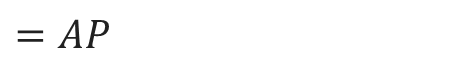 = AP